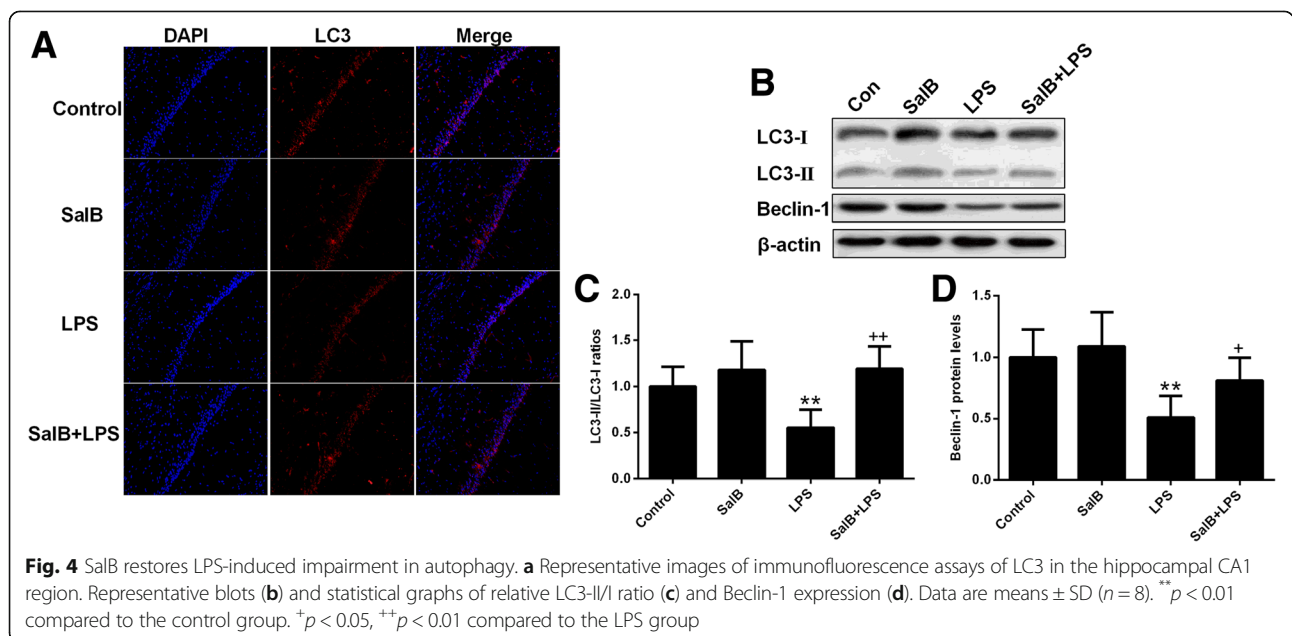 A
DAPI LC3 Merge
Control
SalB
LPS
SalB+LPS
B
Con SalB LPS SalB+LPS
LC3-I
LC3-II
Beclin-1
β-actin
C
LC3-II/LC3-I ratios
2.0
1.5
1.0
0.5
0.0
**
++
Control SalB LPS SalB+LPS
D
Beclin-1 protein levels
1.5
1.0
0.5
0.0
**
+
Control SalB LPS SalB+LPS
Fig. 4 SalB restores LPS-induced impairment in autophagy. a Representative images of immunofluorescence assays of LC3 in the hippocampal CA1
region. Representative blots (b) and statistical graphs of relative LC3-II/I ratio (c) and Beclin-1 expression (d). Data are means ± SD (n = 8). **p < 0.01
compared to the control group. +p < 0.05, ++p < 0.01 compared to the LPS group